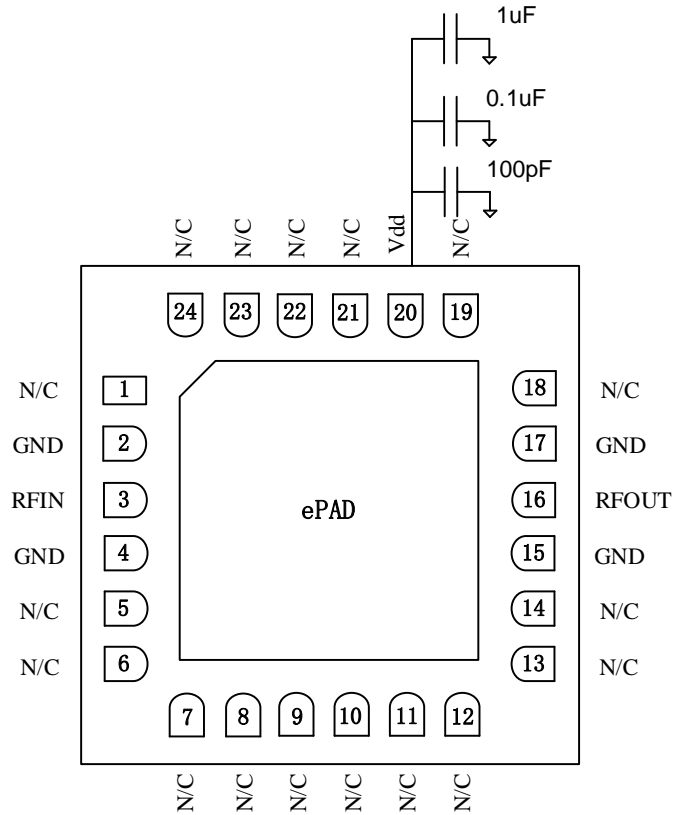 1uF
0.1uF
100pF
N/C N/C N/C N/C Vdd N/C
24 23 22 21 20 19
N/C 1 18 N/C
GND 2 17 GND
RFIN 3 ePAD 16 RFOUT
GND 4 15 GND
N/C 5 14 N/C
N/C 6 13 N/C
7 8 9 10 11 12
N/C N/C N/C N/C N/C N/C